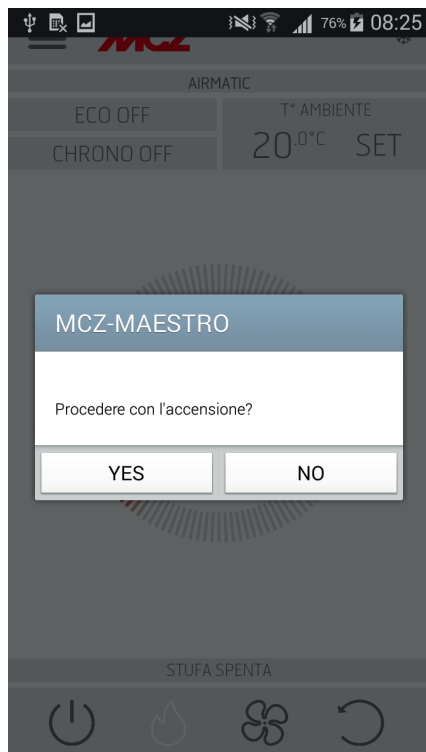 76% 08:25
MCZ
AIRMATIC
ECO OFF
T° AMBIENTE
CHRONO OFF
20.0°C SET
MCZ-MAESTRO
Procedere con l'accensione?
YES NO
STUFA SPENTA